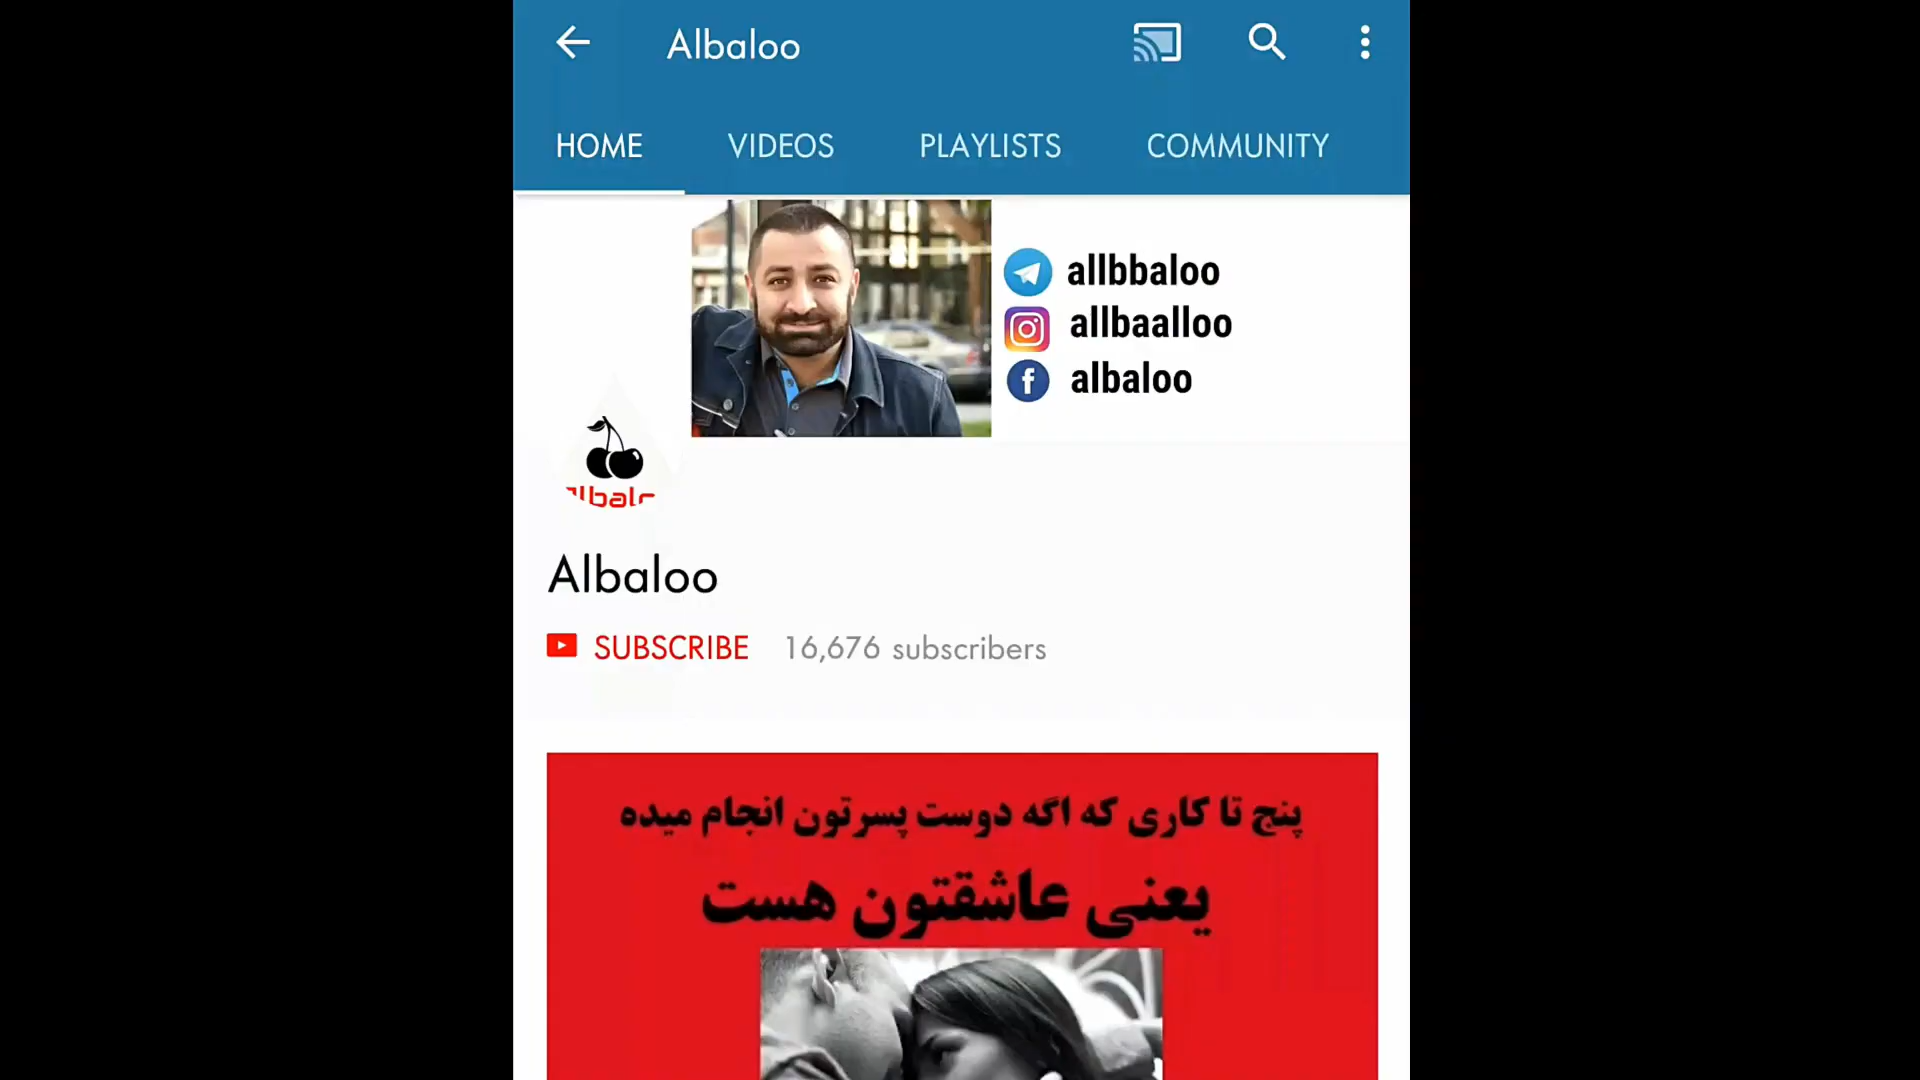 Albaloo
HOME VIDEOS PLAYLISTS COMMUNITY
allbbaloo
allbaalloo
albaloo
Albaloo
SUBSCRIBE 16,676 subscribers
پنج تا کاری که اگه دوست پسرتون انجام میده
یعنی عاشقتون هست